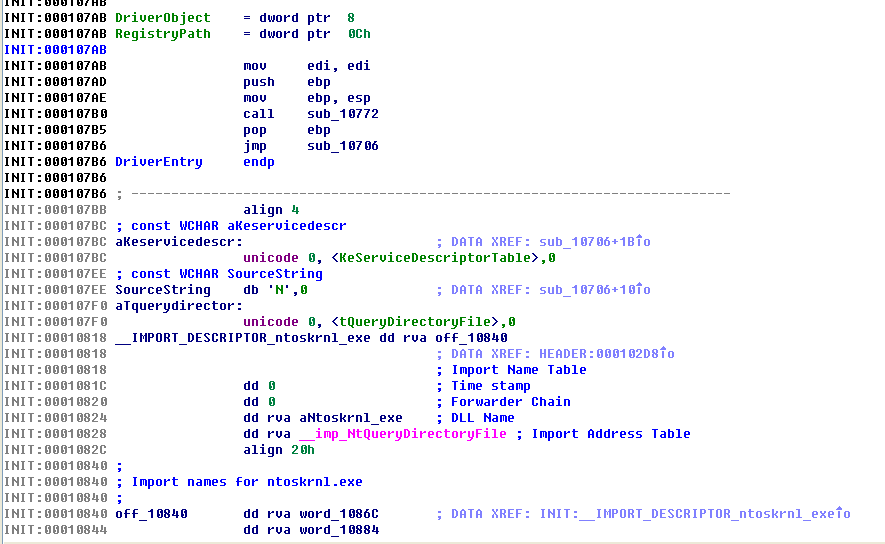 INIT:000107AB
INIT:000107AB DriverObject = dword ptr 8
INIT:000107AB RegistryPath = dword ptr 0Ch
INIT:000107AB
INIT:000107AB mov edi, edi
INIT:000107AD push ebp
INIT:000107AE mov ebp, esp
INIT:000107B0 call sub_10772
INIT:000107B5 pop ebp
INIT:000107B6 jmp sub_10706
INIT:000107B6 DriverEntry endp
INIT:000107B6
INIT:000107B6 ; ---------------------------------------------------------------------------
INIT:000107BB align 4
INIT:000107BC ; const WCHAR aKeservicedescr
INIT:000107BC aKeservicedescr: ; DATA XREF: sub_10706+1B↑o
INIT:000107BC unicode 0, <KeServiceDescriptorTable>,0
INIT:000107EE ; const WCHAR SourceString
INIT:000107EE SourceString db 'N',0 ; DATA XREF: sub_10706+10↑o
INIT:000107F0 aTquerydirector:
INIT:000107F0 unicode 0, <tQueryDirectoryFile>,0
INIT:00010818 __IMPORT_DESCRIPTOR_ntoskrnl_exe dd rva off_10840
INIT:00010818 ; DATA XREF: HEADER:000102D8↑o
INIT:00010818 ; Import Name Table
INIT:0001081C dd 0 ; Time stamp
INIT:00010820 dd 0 ; Forwarder Chain
INIT:00010824 dd rva aNtoskrnl_exe ; DLL Name
INIT:00010828 dd rva __imp_NtQueryDirectoryFile ; Import Address Table
INIT:0001082C align 20h
INIT:00010840 ;
INIT:00010840 ; Import names for ntoskrnl.exe
INIT:00010840 ;
INIT:00010840 off_10840 dd rva word_1086C ; DATA XREF: INIT:__IMPORT_DESCRIPTOR_ntoskrnl_exe↑o
INIT:00010844 dd rva word_10884